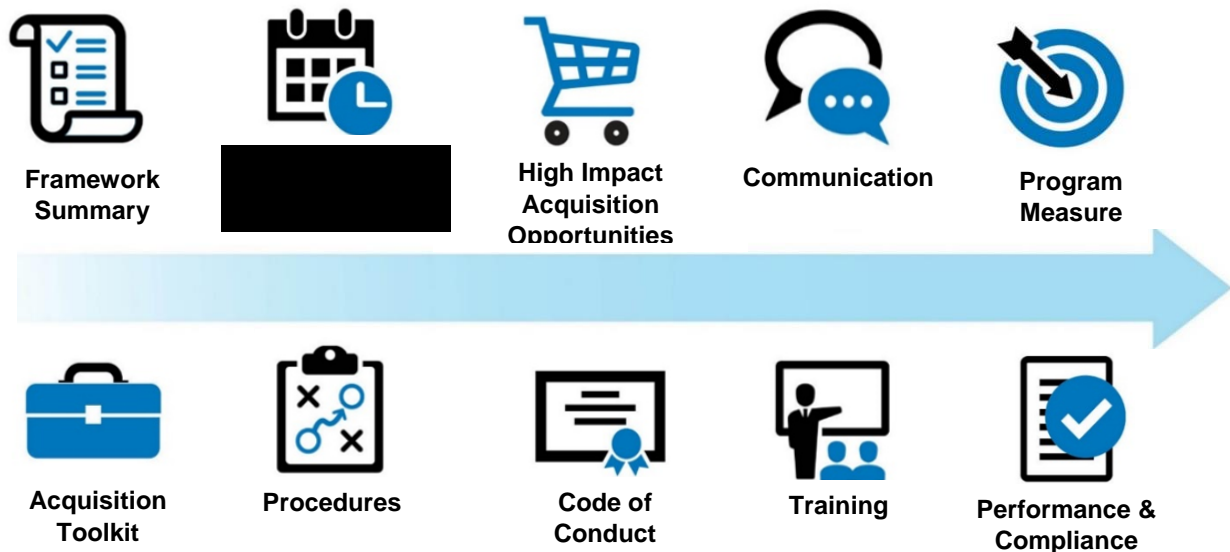 Framework
Summary
High Impact
Acquisition
Opportunities
Communication
Program
Measure
Acquisition
Toolkit
Procedures
Code of
Conduct
Training
Performance &
Compliance